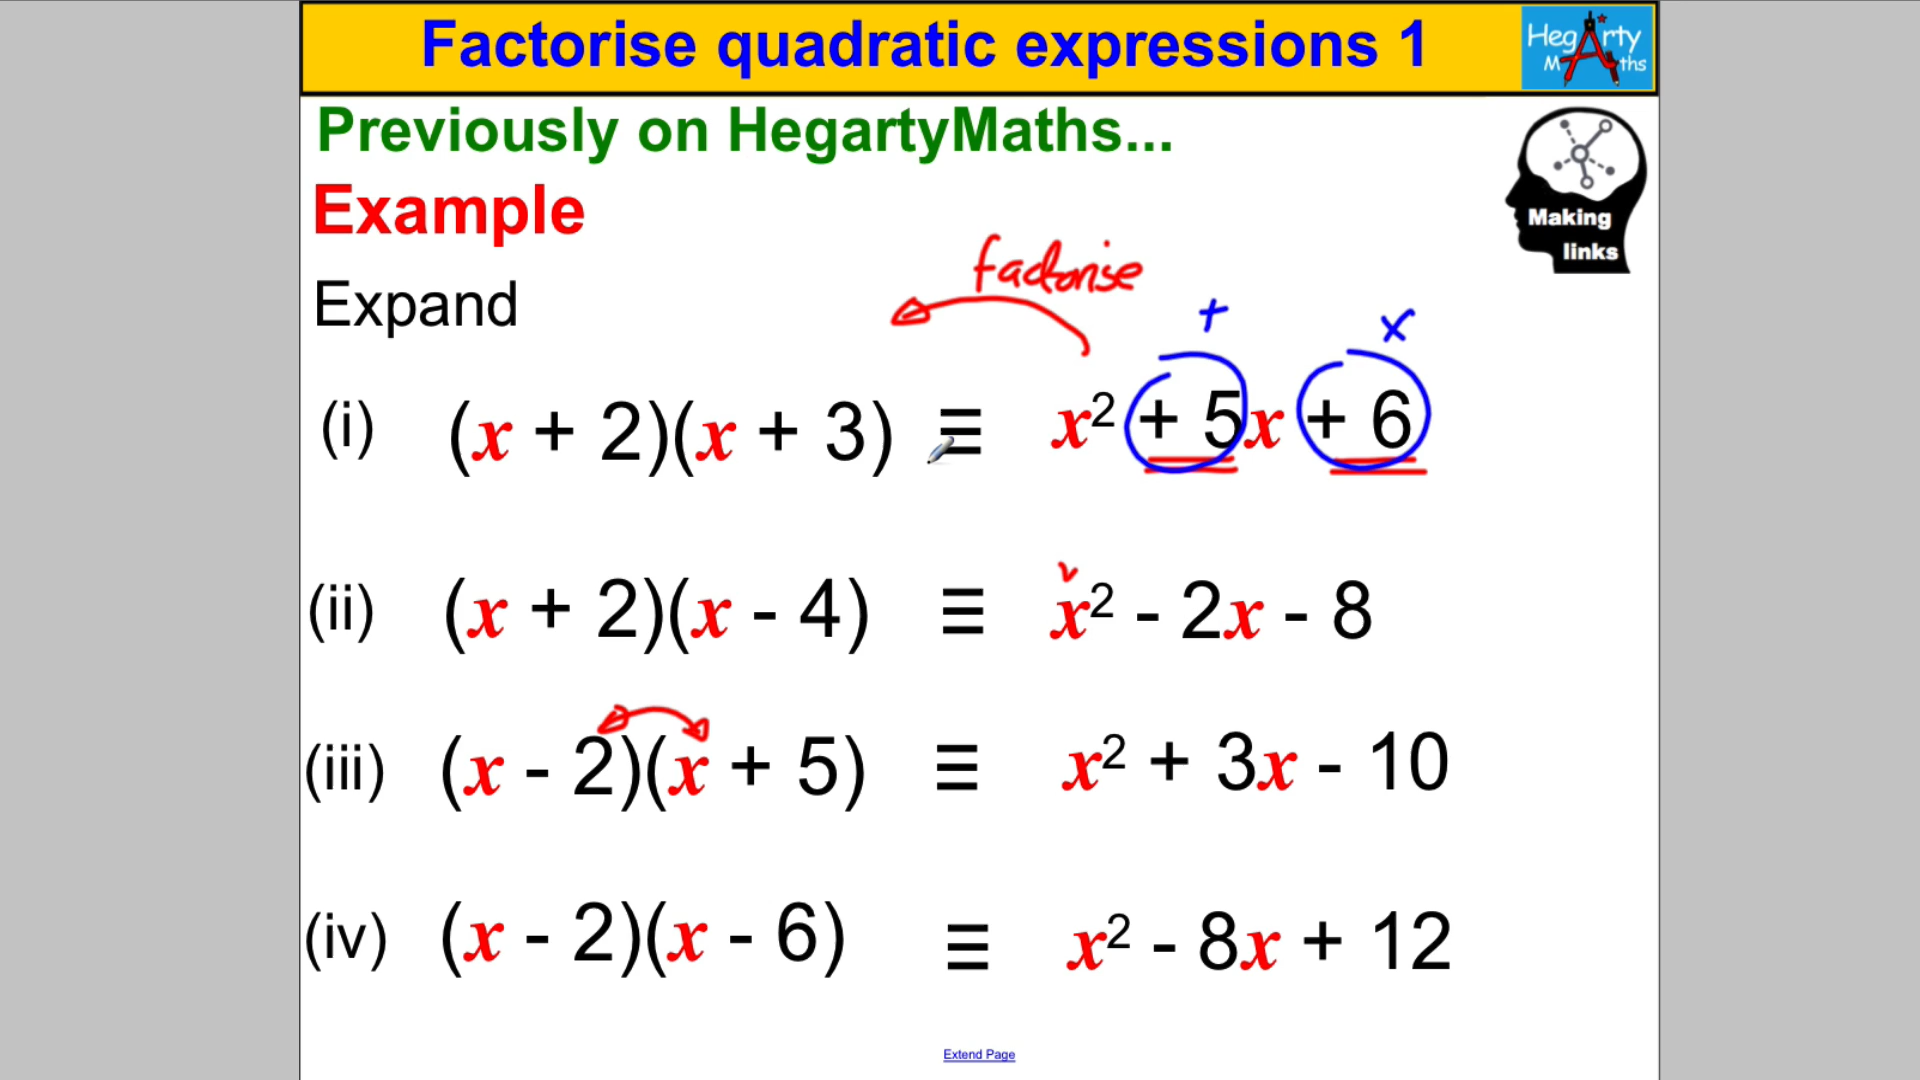 Factorise quadratic expressions 1
Hegarty
Maths
Previously on HegartyMaths...
Making
links
Example
factorise
Expand
+ ×
(i) (x + 2)(x + 3) ≡ x² + 5x + 6
(ii) (x + 2)(x - 4) ≡ x² - 2x - 8
(iii) (x - 2)(x + 5) ≡ x² + 3x - 10
(iv) (x - 2)(x - 6) ≡ x² - 8x + 12
Extend Page